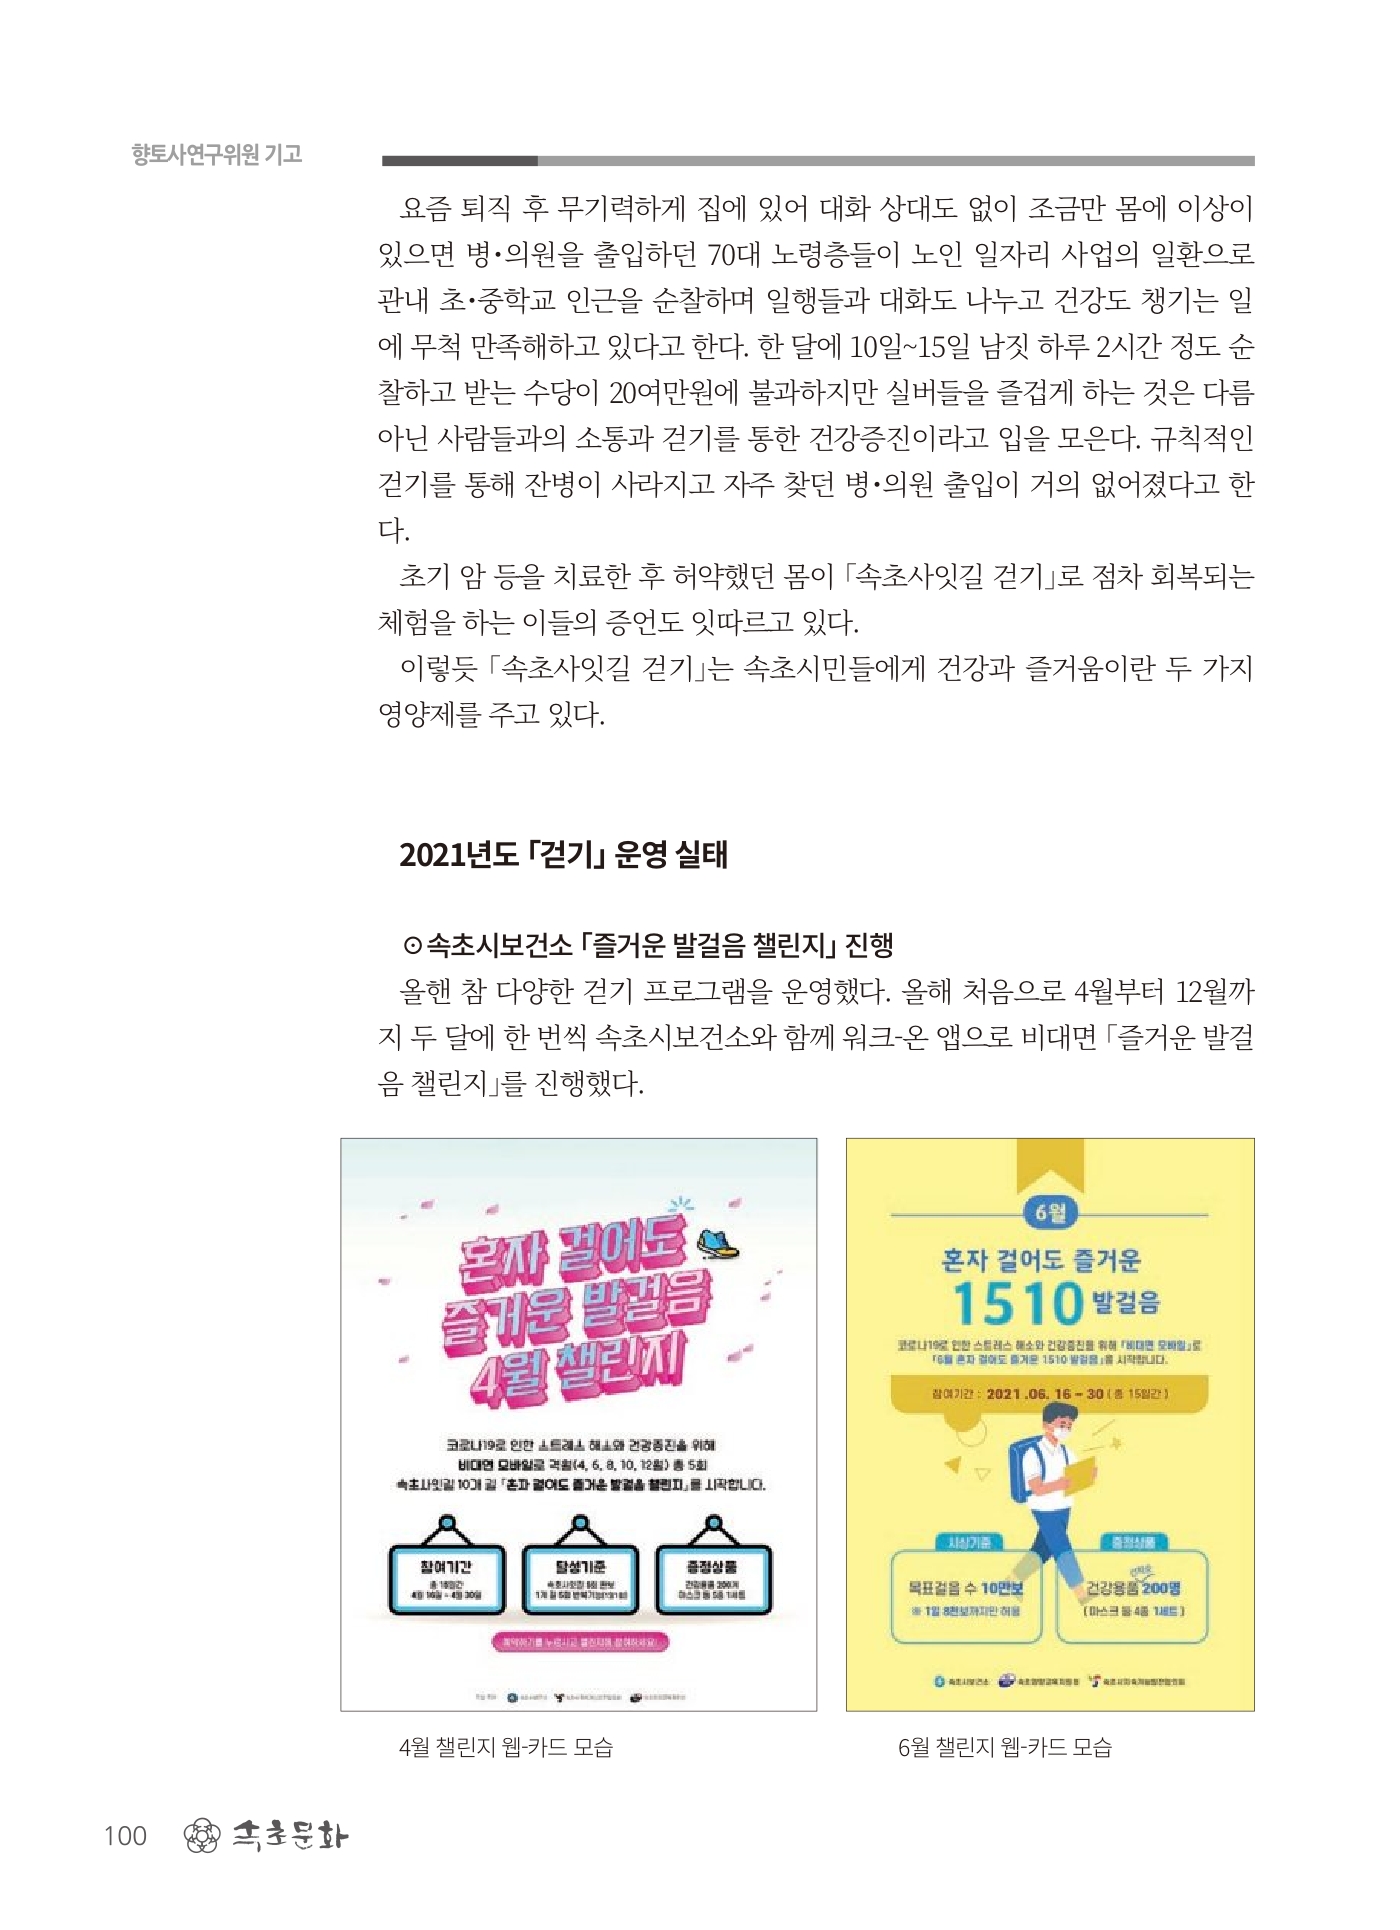 향토사연구위원 기고
요즘 퇴직 후 무기력하게 집에 있어 대화 상대도 없이 조금만 몸에 이상이
있으면 병·의원을 출입하던 70대 노령층들이 노인 일자리 사업의 일환으로
관내 초·중학교 인근을 순찰하며 일행들과 대화도 나누고 건강도 챙기는 일
에 무척 만족해하고 있다고 한다. 한 달에 10일~15일 남짓 하루 2시간 정도 순
찰하고 받는 수당이 20여만원에 불과하지만 실버들을 즐겁게 하는 것은 다름
아닌 사람들과의 소통과 걷기를 통한 건강증진이라고 입을 모은다. 규칙적인
걷기를 통해 잔병이 사라지고 자주 찾던 병·의원 출입이 거의 없어졌다고 한
다.
초기 암 등을 치료한 후 허약했던 몸이 「속초사잇길 걷기」로 점차 회복되는
체험을 하는 이들의 증언도 잇따르고 있다.
이렇듯 「속초사잇길 걷기」는 속초시민들에게 건강과 즐거움이란 두 가지
영양제를 주고 있다.
2021년도 「걷기」 운영 실태
⊙ 속초시보건소 「즐거운 발걸음 챌린지」 진행
올핸 참 다양한 걷기 프로그램을 운영했다. 올해 처음으로 4월부터 12월까
지 두 달에 한 번씩 속초시보건소와 함께 워크-온 앱으로 비대면 「즐거운 발걸
음 챌린지」를 진행했다.
혼자 걸어도
즐거운 발걸음
4월 챌린지
코로나19로 인한 스트레스 해소와 건강증진을 위해
비대면 모바일로 격월(4, 6, 8, 10, 12월) 총 5회
속초사잇길 10개 길 「혼자 걸어도 즐거운 발걸음 챌린지」를 시작합니다.
참여기간
총 15일간
4월 16일 ~ 4월 30일
달성기준
증정상품
건강용품 200개
마스크 등 5종 1세트
6월
혼자 걸어도 즐거운
1510 발걸음
코로나19로 인한 스트레스 해소와 건강증진을 위해 「비대면 모바일」로
「6월 혼자 걸어도 즐거운 1510 발걸음」을 시작합니다.
참여기간 : 2021.06. 16 - 30 ( 총 15일간 )
시상기준
목표걸음 수 10만보
※ 1일 8천보까지만 허용
증정상품
건강용품 200명
(마스크 등 4종 1세트)
속초시보건소
4월 챌린지 웹-카드 모습
6월 챌린지 웹-카드 모습
100 속초문화